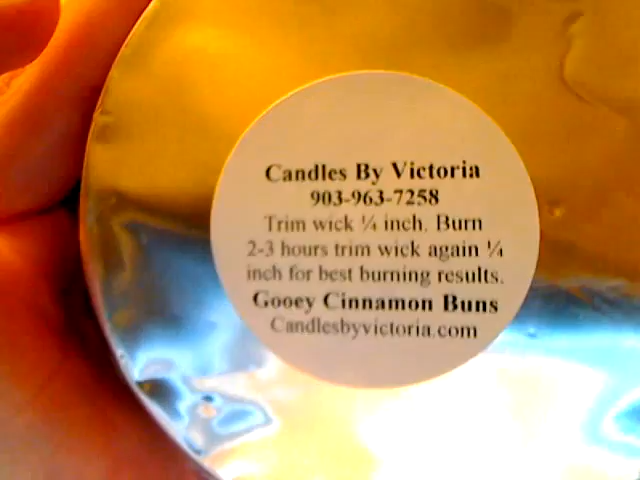 Candles By Victoria
903-963-7258
Trim wick ¼ inch. Burn
2-3 hours trim wick again ¼
inch for best burning results.
Gooey Cinnamon Buns
Candlesbyvictoria.com